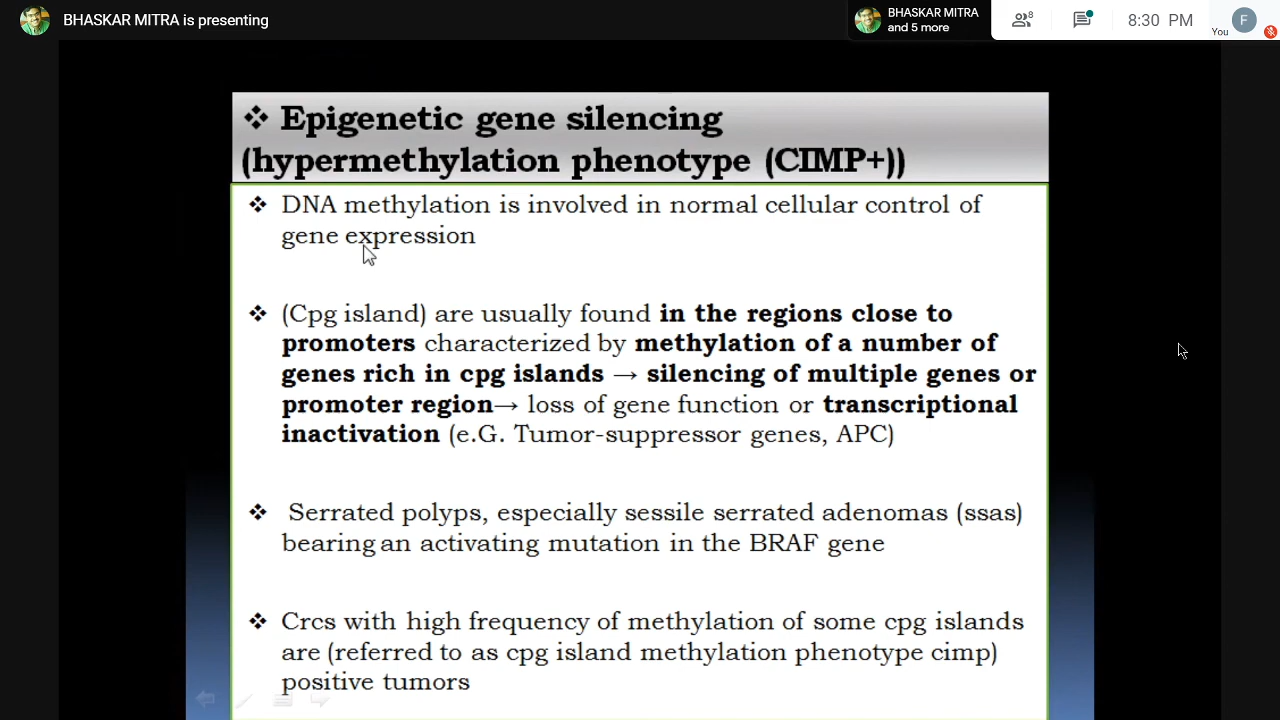 BHASKAR MITRA is presenting
BHASKAR MITRA
and 5 more
8
8:30 PM
You
F
❖ Epigenetic gene silencing
(hypermethylation phenotype (CIMP+))
❖ DNA methylation is involved in normal cellular control of
gene expression
❖ (Cpg island) are usually found in the regions close to
promoters characterized by methylation of a number of
genes rich in cpg islands → silencing of multiple genes or
promoter region→ loss of gene function or transcriptional
inactivation (e.G. Tumor-suppressor genes, APC)
❖ Serrated polyps, especially sessile serrated adenomas (ssas)
bearing an activating mutation in the BRAF gene
❖ Crcs with high frequency of methylation of some cpg islands
are (referred to as cpg island methylation phenotype cimp)
positive tumors